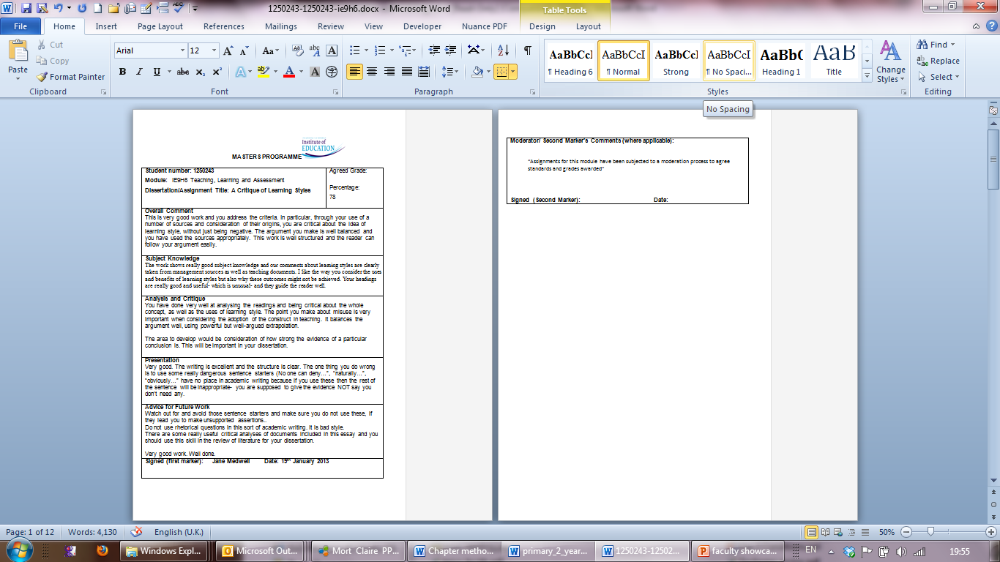 1250243-1250243-ie9h6.docx - Microsoft Word
Table Tools
File Home Insert Page Layout References Mailings Review View Developer Nuance PDF Design Layout
Paste
Cut
Copy
Format Painter
Clipboard
Arial 12
Font
Paragraph
AaBbCcI AaBbCcI AaBbCcI AaBbCcI AaBbC AaB
¶ Heading 6 ¶ Normal Strong ¶ No Spaci... Heading 1 Title
Change Styles
Styles
Find
Replace
Select
Editing
No Spacing
Institute of
EDUCATION
MASTERS PROGRAMME
Student number: 1250243
Module: IE9H6 Teaching, Learning and Assessment
Dissertation/Assignment Title: A Critique of Learning Styles
Agreed Grade:
Percentage:
78
Overall Comment
This is very good work and you address the criteria. In particular, through your use of a
number of sources and consideration of their origins, you are critical about the idea of
learning style, without just being negative. The argument you make is well balanced and
you have used the sources appropriately. This work is well structured and the reader can
follow your argument easily.
Subject Knowledge
The work shows really good subject knowledge and our comments about learning styles are clearly
taken from management sources as well as teaching documents. I like the way you consider the uses
and benefits of learning styles but also why these outcomes might not be achieved. Your headings
are really good and useful- which is unusual- and they guide the reader well.
Analysis and Critique
You have done very well at analysing the readings and being critical about the whole
concept, as well as the uses of learning style. The point you make about misuse is very
important when considering the adoption of the construct in teaching. It balances the
argument well, using powerful but well-argued extrapolation.
The area to develop would be consideration of how strong the evidence of a particular
conclusion is. This will be important in your dissertation.
Presentation
Very good. The writing is excellent and the structure is clear. The one thing you do wrong
is to use some really dangerous sentence starters (No one can deny…”, “naturally…”,
“obviously…” have no place in academic writing because if you use these then the rest of
the sentence will be inappropriate- you are supposed to give the evidence NOT say you
don't need any.
Advice for Future Work
Watch out for and avoid those sentence starters and make sure you do not use these, if
they lead you to make unsupported assertions..
Do not use rhetorical questions in this sort of academic writing. It is bad style.
There are some really useful critical analyses of documents included in this essay and you
should use this skill in the review of literature for your dissertation.
Very good work. Well done.
Signed (first marker): Jane Medwell Date: 19th January 2013
Moderator/ Second Marker's Comments (where applicable):
“Assignments for this module have been subjected to a moderation process to agree
standards and grades awarded”
Signed (Second Marker): Date:
Page: 1 of 12 Words: 4,130 English (U.K.) 50%
Windows Expl... Microsoft Out... Mort Claire PP... Chapter metho... primary_2_year... 1250243-12502... faculty showca... EN 19:55